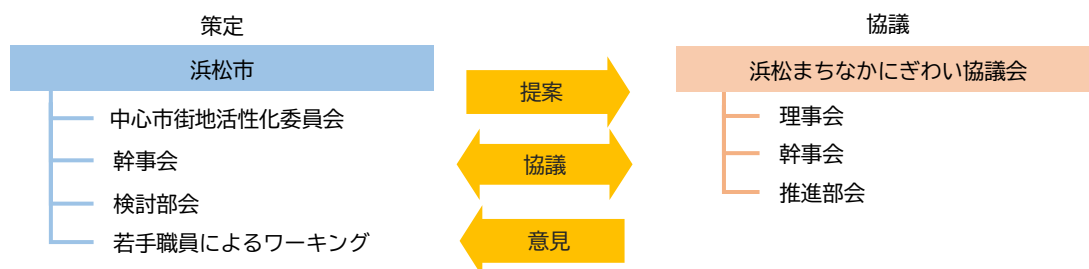 策定
浜松市
中心市街地活性化委員会
幹事会
検討部会
若手職員によるワーキング
提案
協議
意見
協議
浜松まちなかにぎわい協議会
理事会
幹事会
推進部会